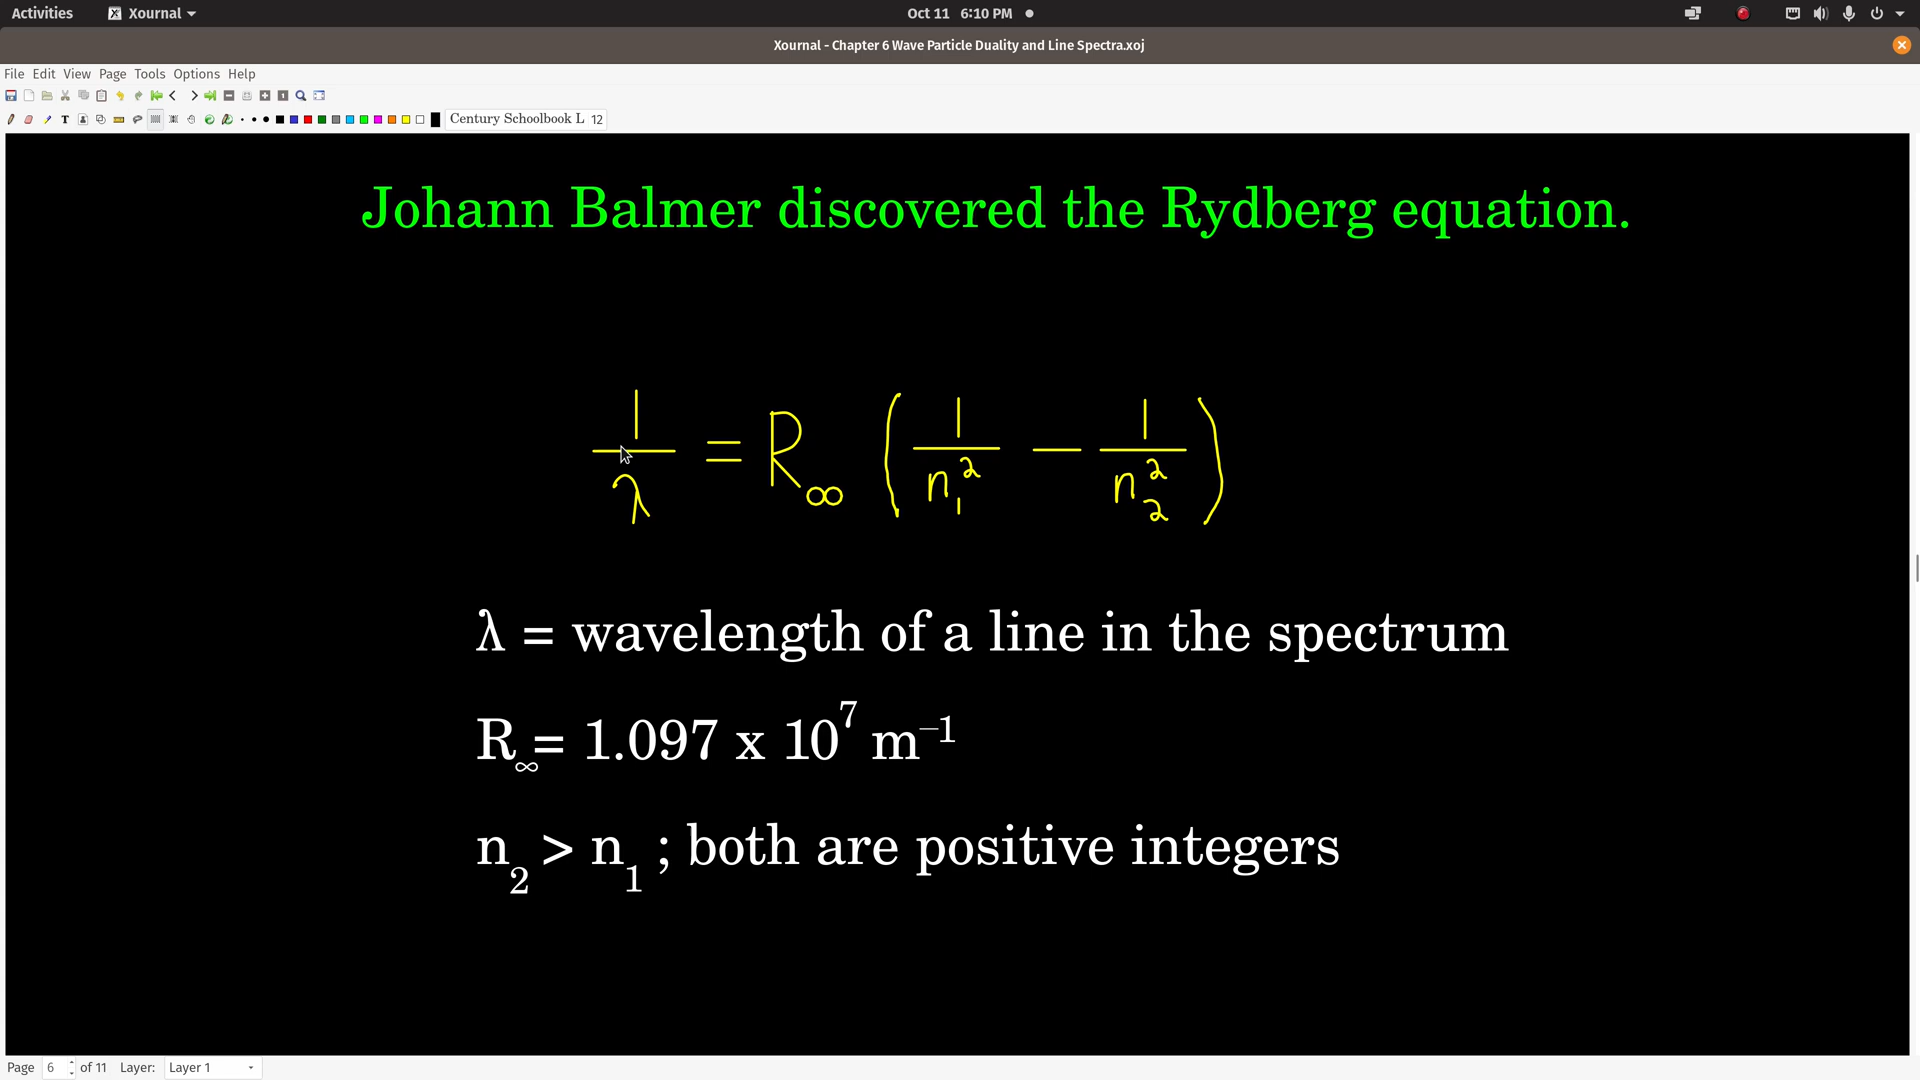 Activities Xournal Oct 11 6:10 PM
Xournal - Chapter 6 Wave Particle Duality and Line Spectra.xoj
File Edit View Page Tools Options Help
Century Schoolbook L 12
Johann Balmer discovered the Rydberg equation.
1/λ = R∞ (1/n₁² − 1/n₂²)
λ = wavelength of a line in the spectrum
R∞ = 1.097 x 10⁷ m⁻¹
n₂ > n₁ ; both are positive integers
Page 6 of 11 Layer: Layer 1